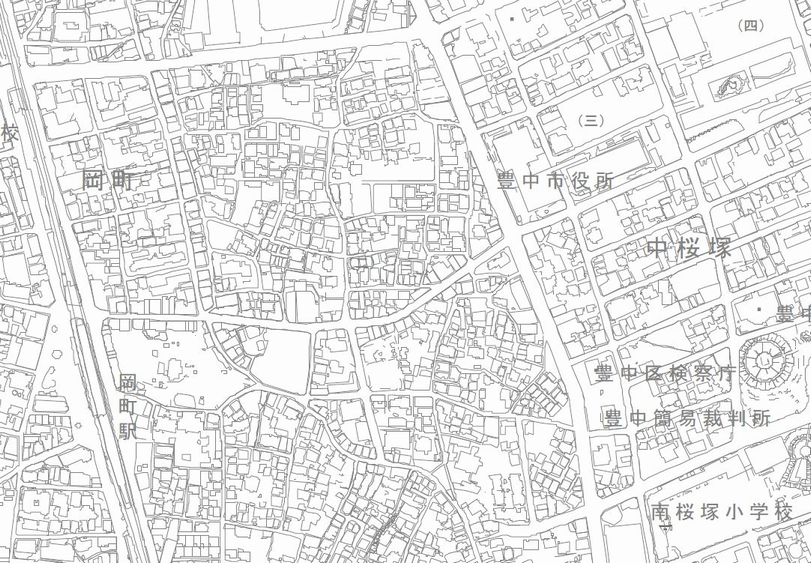 (四)
(三)
校
岡町
豊中市役所
中桜塚
豊中
岡町駅
豊中区検察庁
豊中簡易裁判所
南桜塚小学校